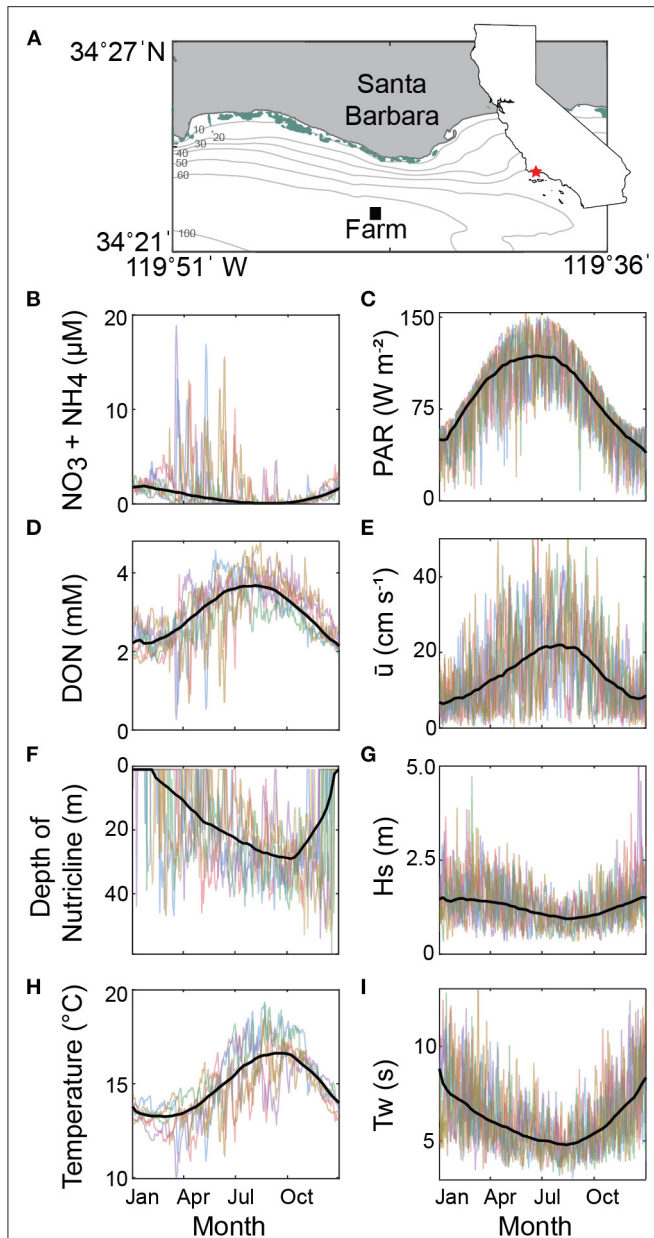 A
34°27' N
Santa
Barbara
10
20
30
40
50
60
100
Farm
34°21'
119°51' W
119°36'
B
NO₃ + NH₄ (µM)
20
10
0
C
PAR (W m⁻²)
150
75
0
D
DON (mM)
4
2
0
E
ū (cm s⁻¹)
40
20
0
F
Depth of
Nutricline (m)
0
20
40
G
Hs (m)
5.0
2.5
0
H
Temperature (°C)
20
15
10
Jan
Apr
Jul
Oct
Month
I
Tw (s)
10
5
Jan
Apr
Jul
Oct
Month